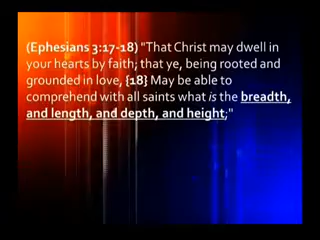 (Ephesians 3:17-18) "That Christ may dwell in
your hearts by faith; that ye, being rooted and
grounded in love, {18} May be able to
comprehend with all saints what is the breadth,
and length, and depth, and height;"